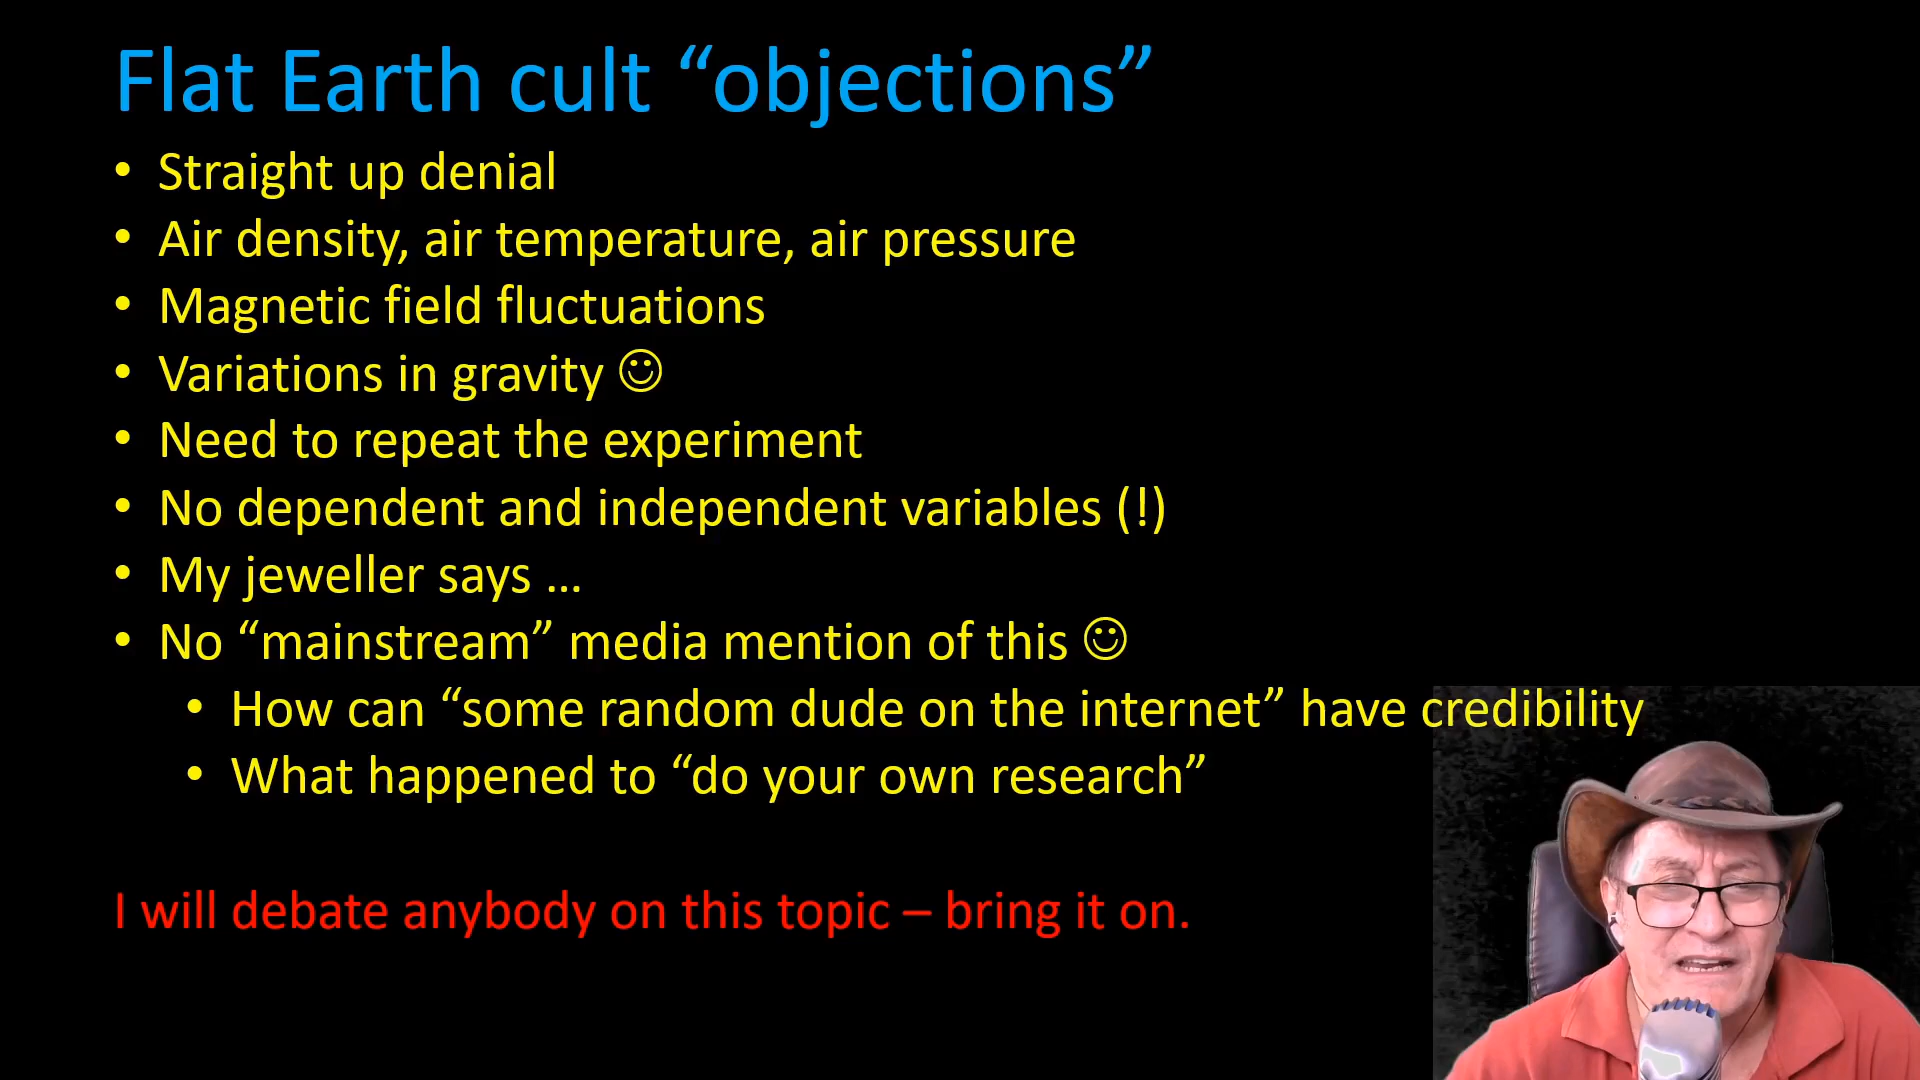 Flat Earth cult “objections”
• Straight up denial
• Air density, air temperature, air pressure
• Magnetic field fluctuations
• Variations in gravity ☺
• Need to repeat the experiment
• No dependent and independent variables (!)
• My jeweller says ...
• No “mainstream” media mention of this ☺
• How can “some random dude on the internet” have credibility
• What happened to “do your own research”
I will debate anybody on this topic – bring it on.